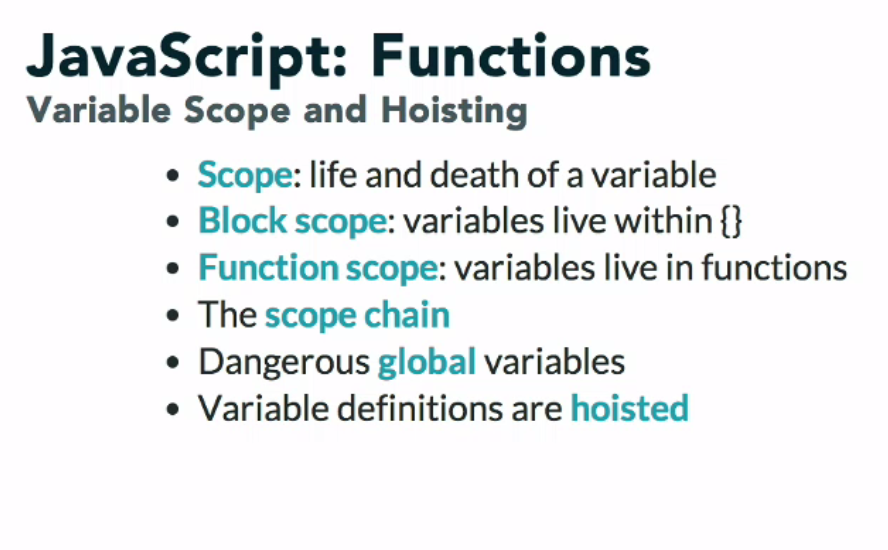 JavaScript: Functions
Variable Scope and Hoisting
• Scope: life and death of a variable
• Block scope: variables live within {}
• Function scope: variables live in functions
• The scope chain
• Dangerous global variables
• Variable definitions are hoisted